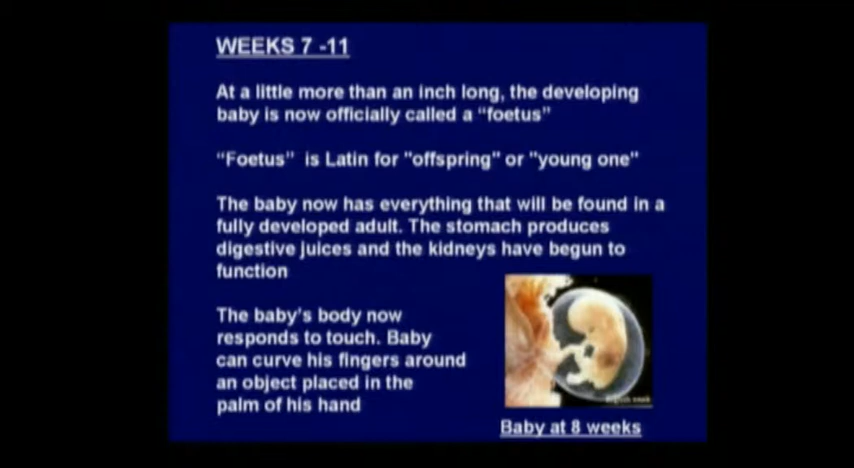 WEEKS 7 -11
At a little more than an inch long, the developing
baby is now officially called a “foetus”
“Foetus”  is Latin for "offspring" or "young one"
The baby now has everything that will be found in a
fully developed adult. The stomach produces
digestive juices and the kidneys have begun to
function
The baby’s body now
responds to touch. Baby
can curve his fingers around
an object placed in the
palm of his hand
Baby at 8 weeks